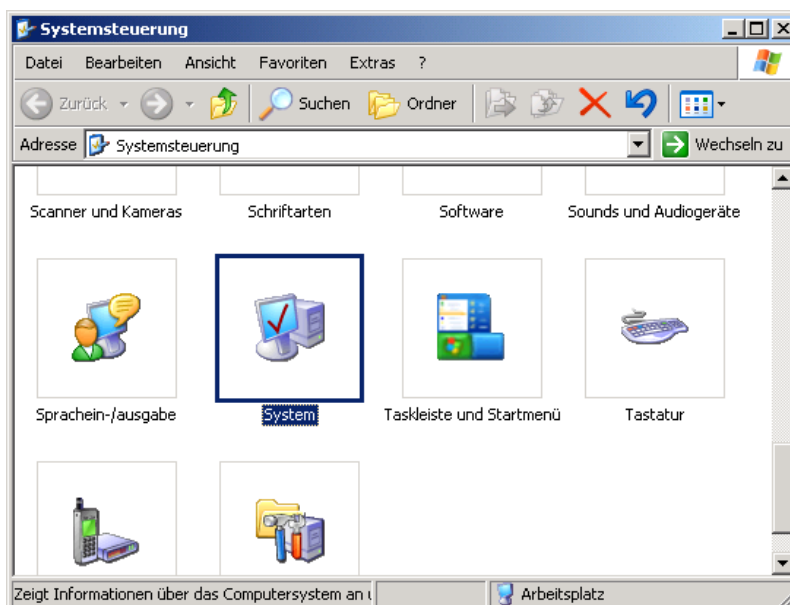 Systemsteuerung
Datei Bearbeiten Ansicht Favoriten Extras ?
Zurück Suchen Ordner
Adresse Systemsteuerung Wechseln zu
Scanner und Kameras Schriftarten Software Sounds und Audiogeräte
Sprachein-/ausgabe System Taskleiste und Startmenü Tastatur
Zeigt Informationen über das Computersystem an Arbeitsplatz